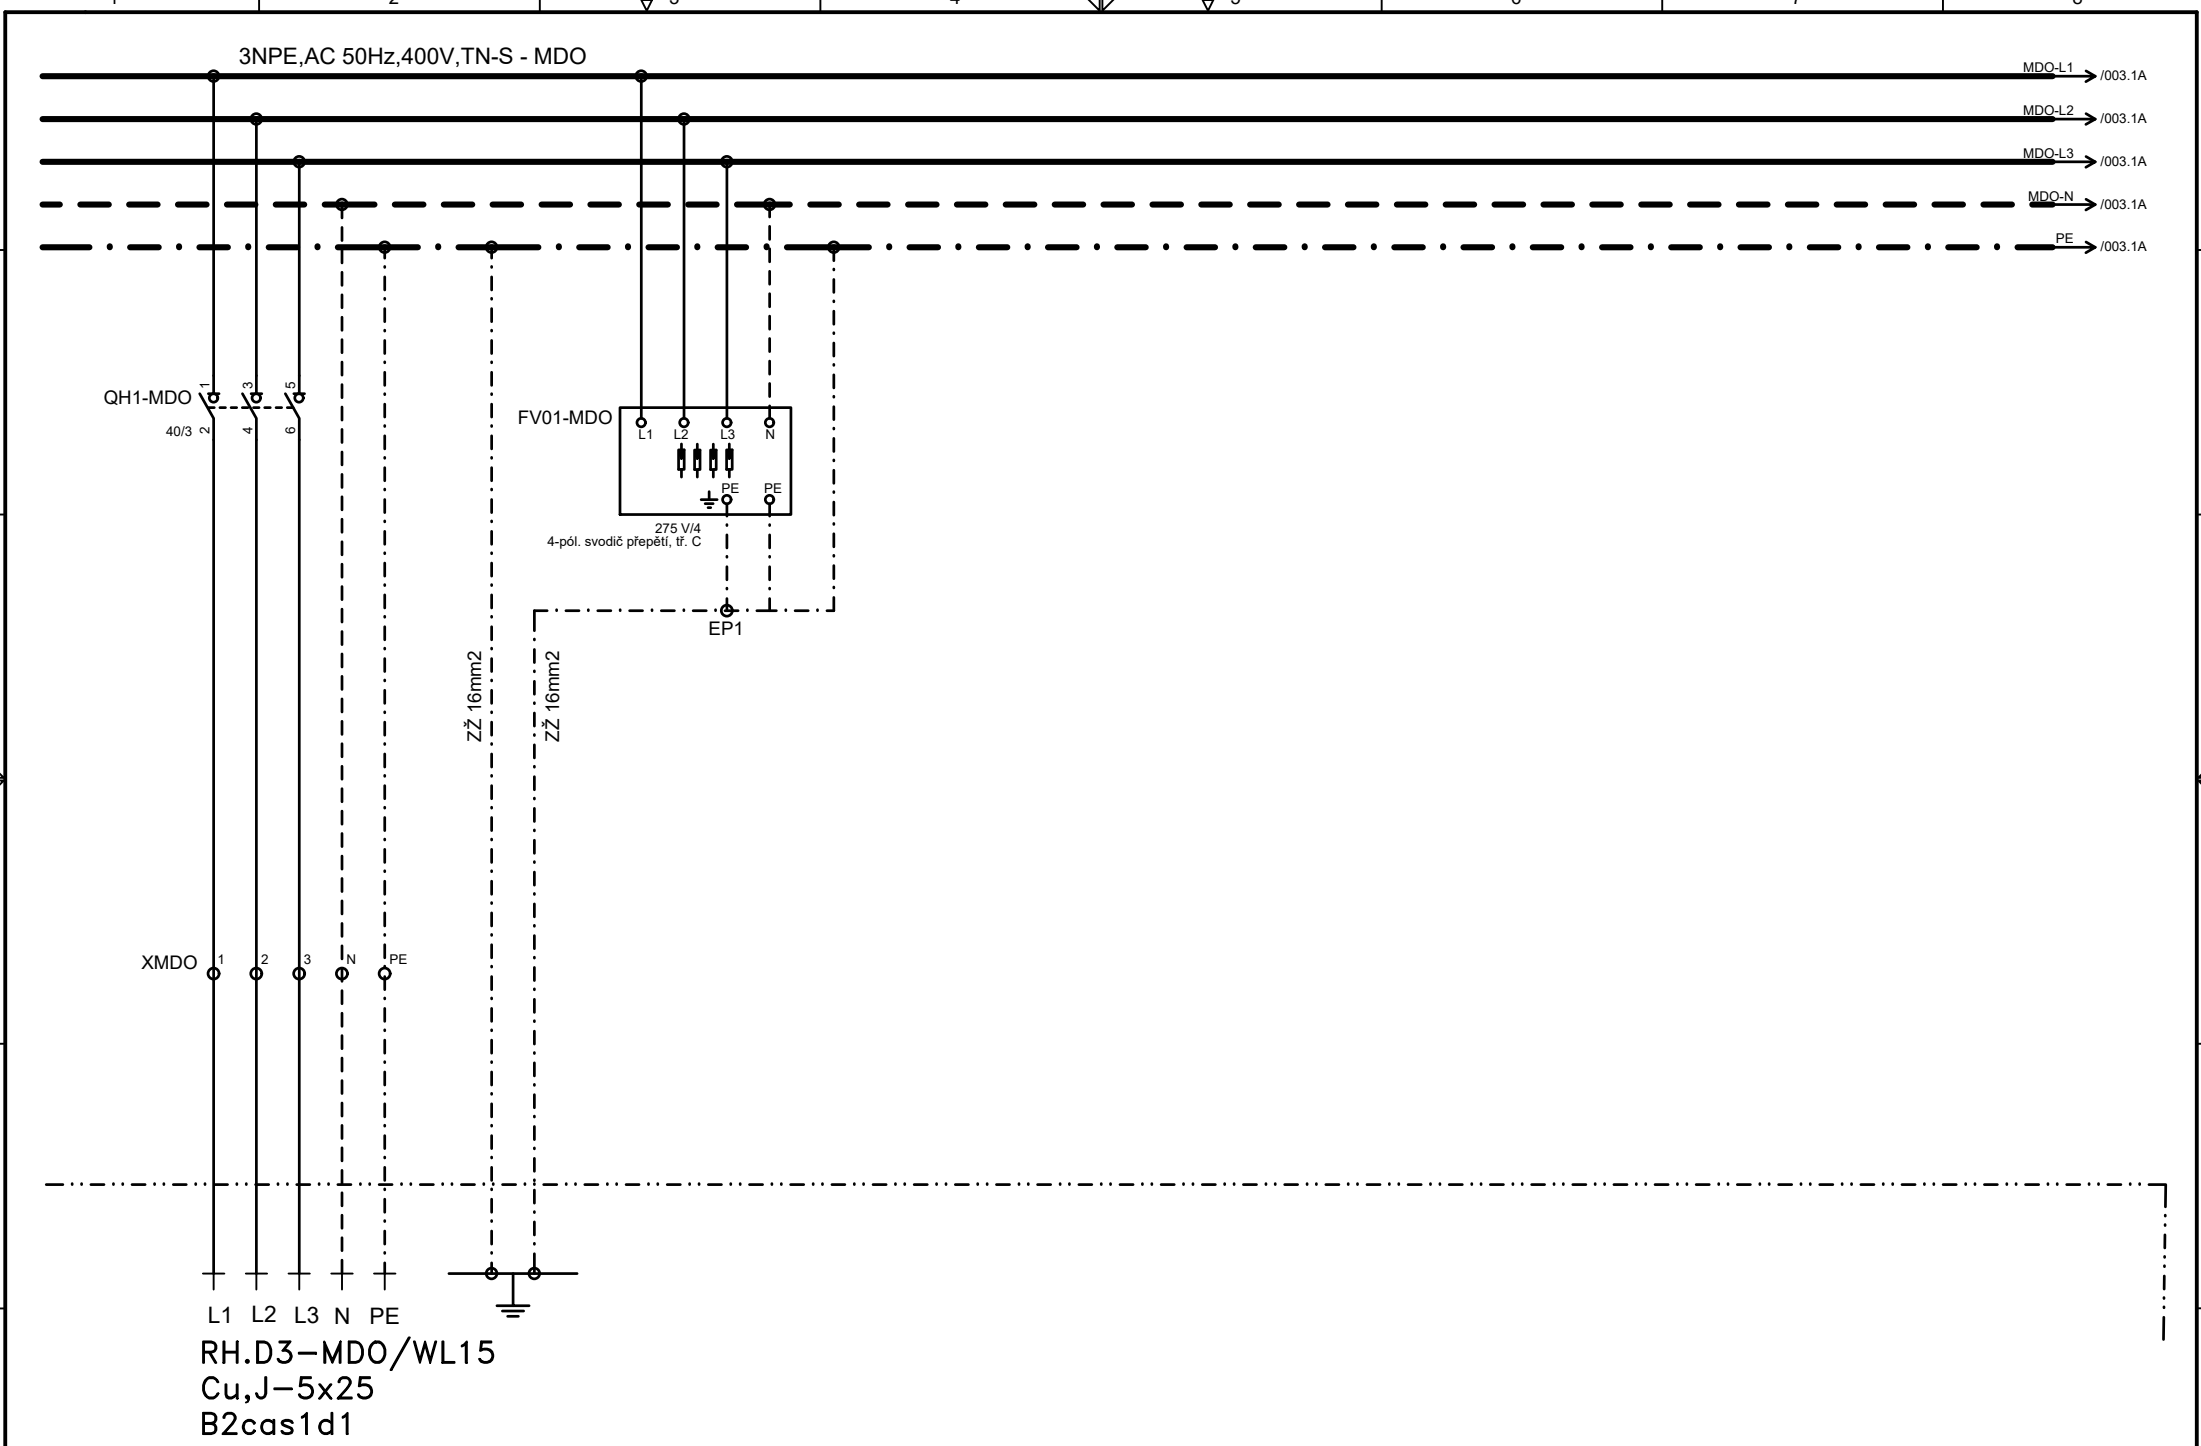 3NPE,AC 50Hz,400V,TN-S - MDO
MDO-L1 /003.1A
MDO-L2 /003.1A
MDO-L3 /003.1A
MDO-N /003.1A
PE /003.1A
QH1-MDO 1 3 5
40/3 2 4 6
FV01-MDO
L1 L2 L3 N
PE PE
275 V/4
4-pól. svodič přepětí, tř. C
EP1
ZŽ 16mm2
ZŽ 16mm2
XMDO 1 2 3 N PE
L1 L2 L3 N PE
RH.D3-MDO/WL15
Cu,J-5x25
B2cas1d1